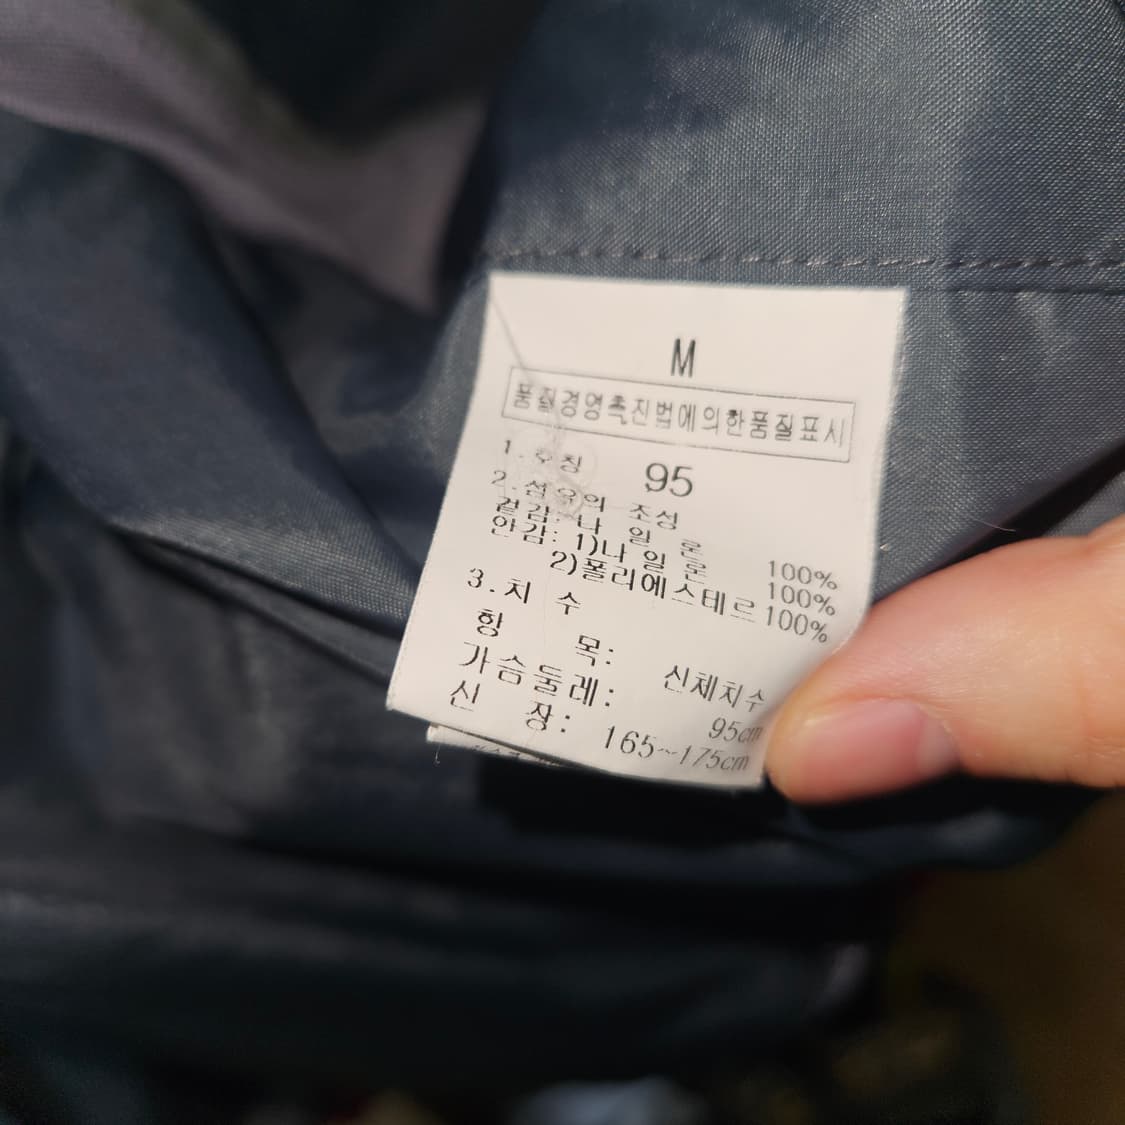 M
품질경영촉진법에의한품질표시
1.호칭 95
2.섬유의 조성
겉감:나 일 론 100%
안감:1)나 일 론 100%
2)폴리에스테르100%
3.치 수
항 목: 신체치수
가슴둘레: 95cm
신 장: 165~175cm